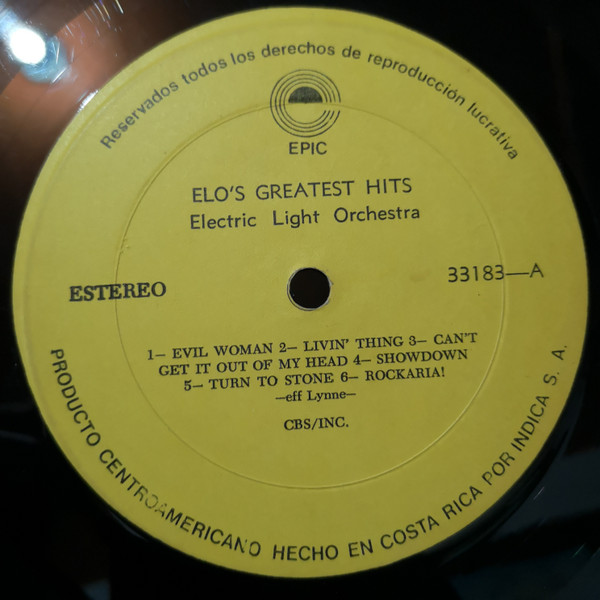 Reservados todos los derechos de reproducción lucrativa
EPIC
ELO'S GREATEST HITS
Electric Light Orchestra
ESTEREO
33183—A
1— EVIL WOMAN 2— LIVIN' THING 3— CAN'T
GET IT OUT OF MY HEAD 4— SHOWDOWN
5— TURN TO STONE 6— ROCKARIA!
—eff Lynne—
CBS/INC.
PRODUCTO CENTROAMERICANO HECHO EN COSTA RICA POR INDICA S. A.